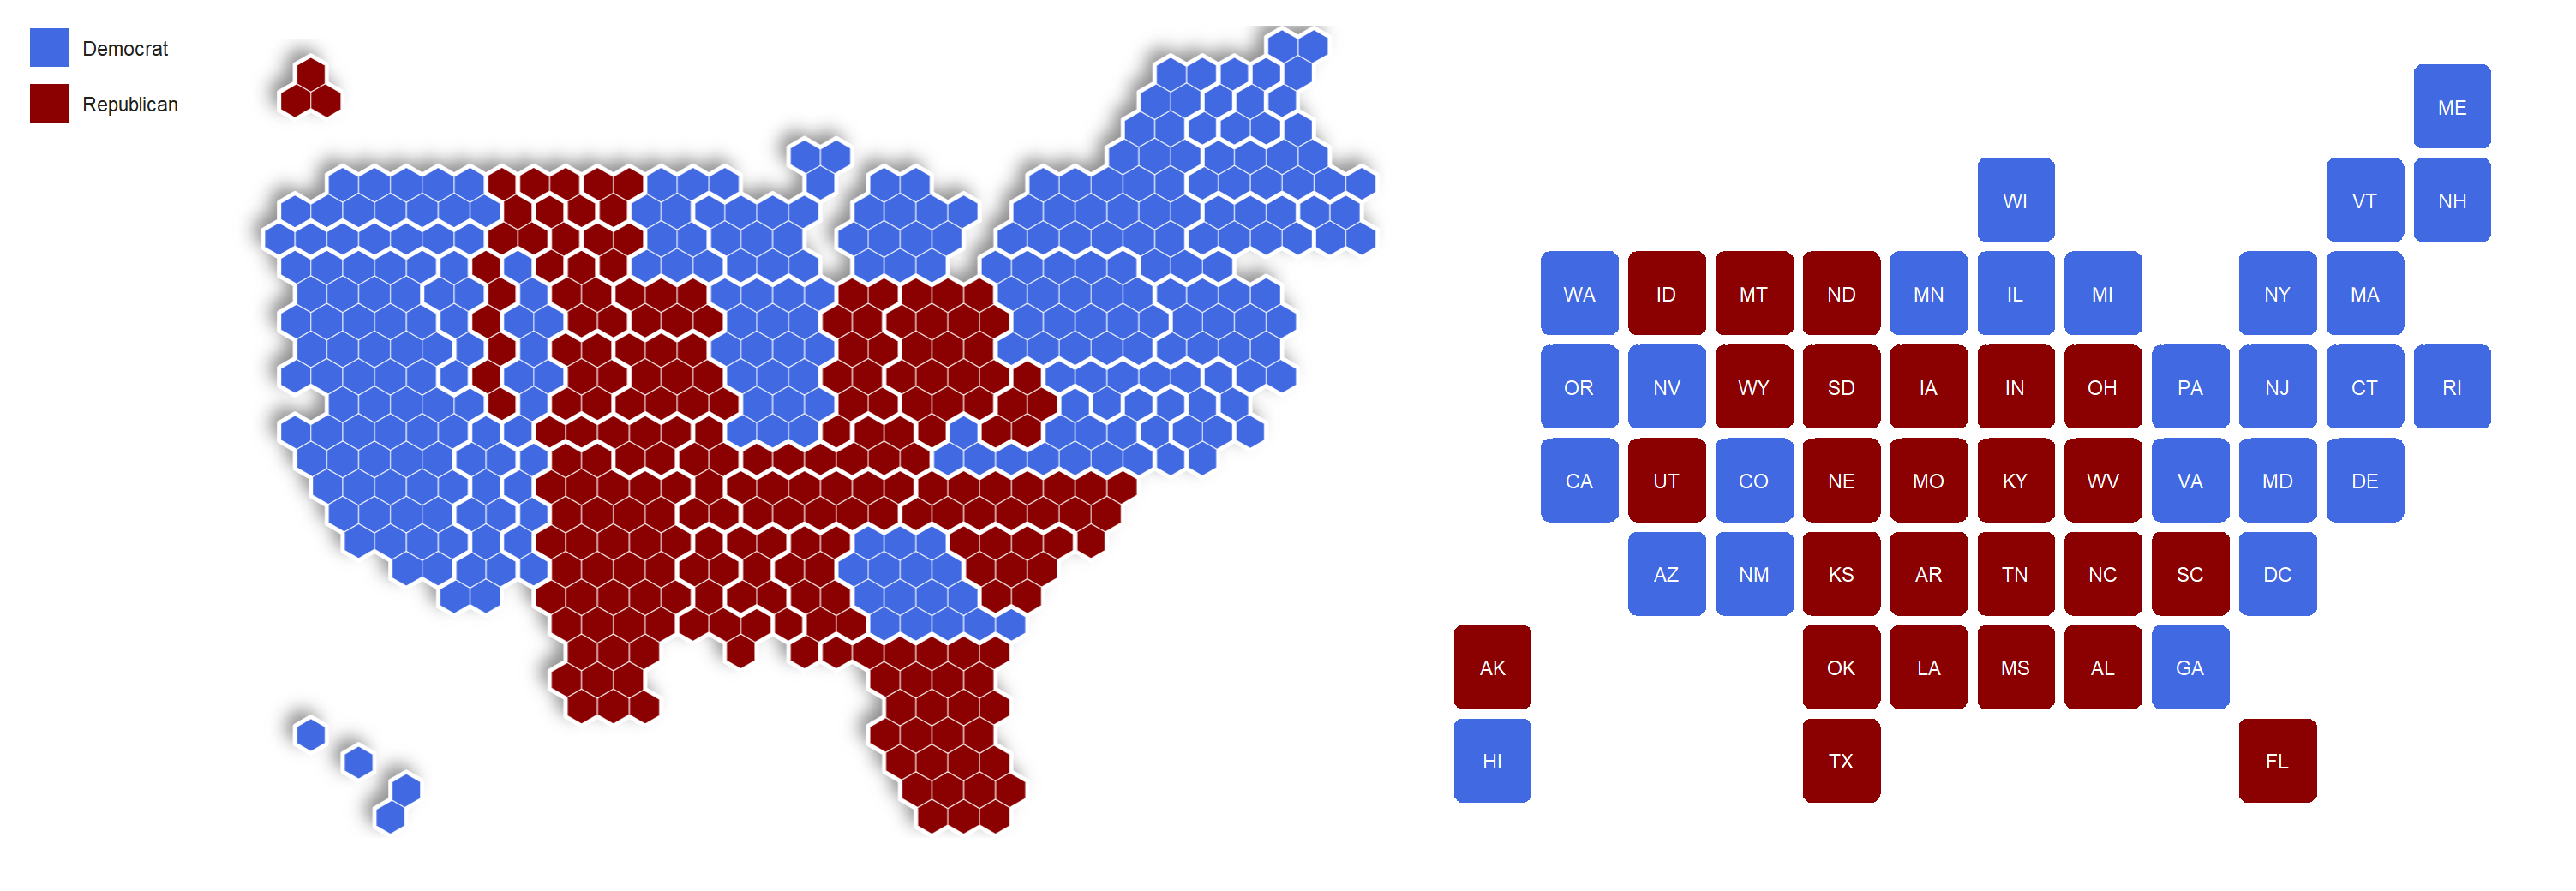 Democrat
Republican
ME
WI VT NH
WA ID MT ND MN IL MI NY MA
OR NV WY SD IA IN OH PA NJ CT RI
CA UT CO NE MO KY WV VA MD DE
AZ NM KS AR TN NC SC DC
AK OK LA MS AL GA
HI TX FL